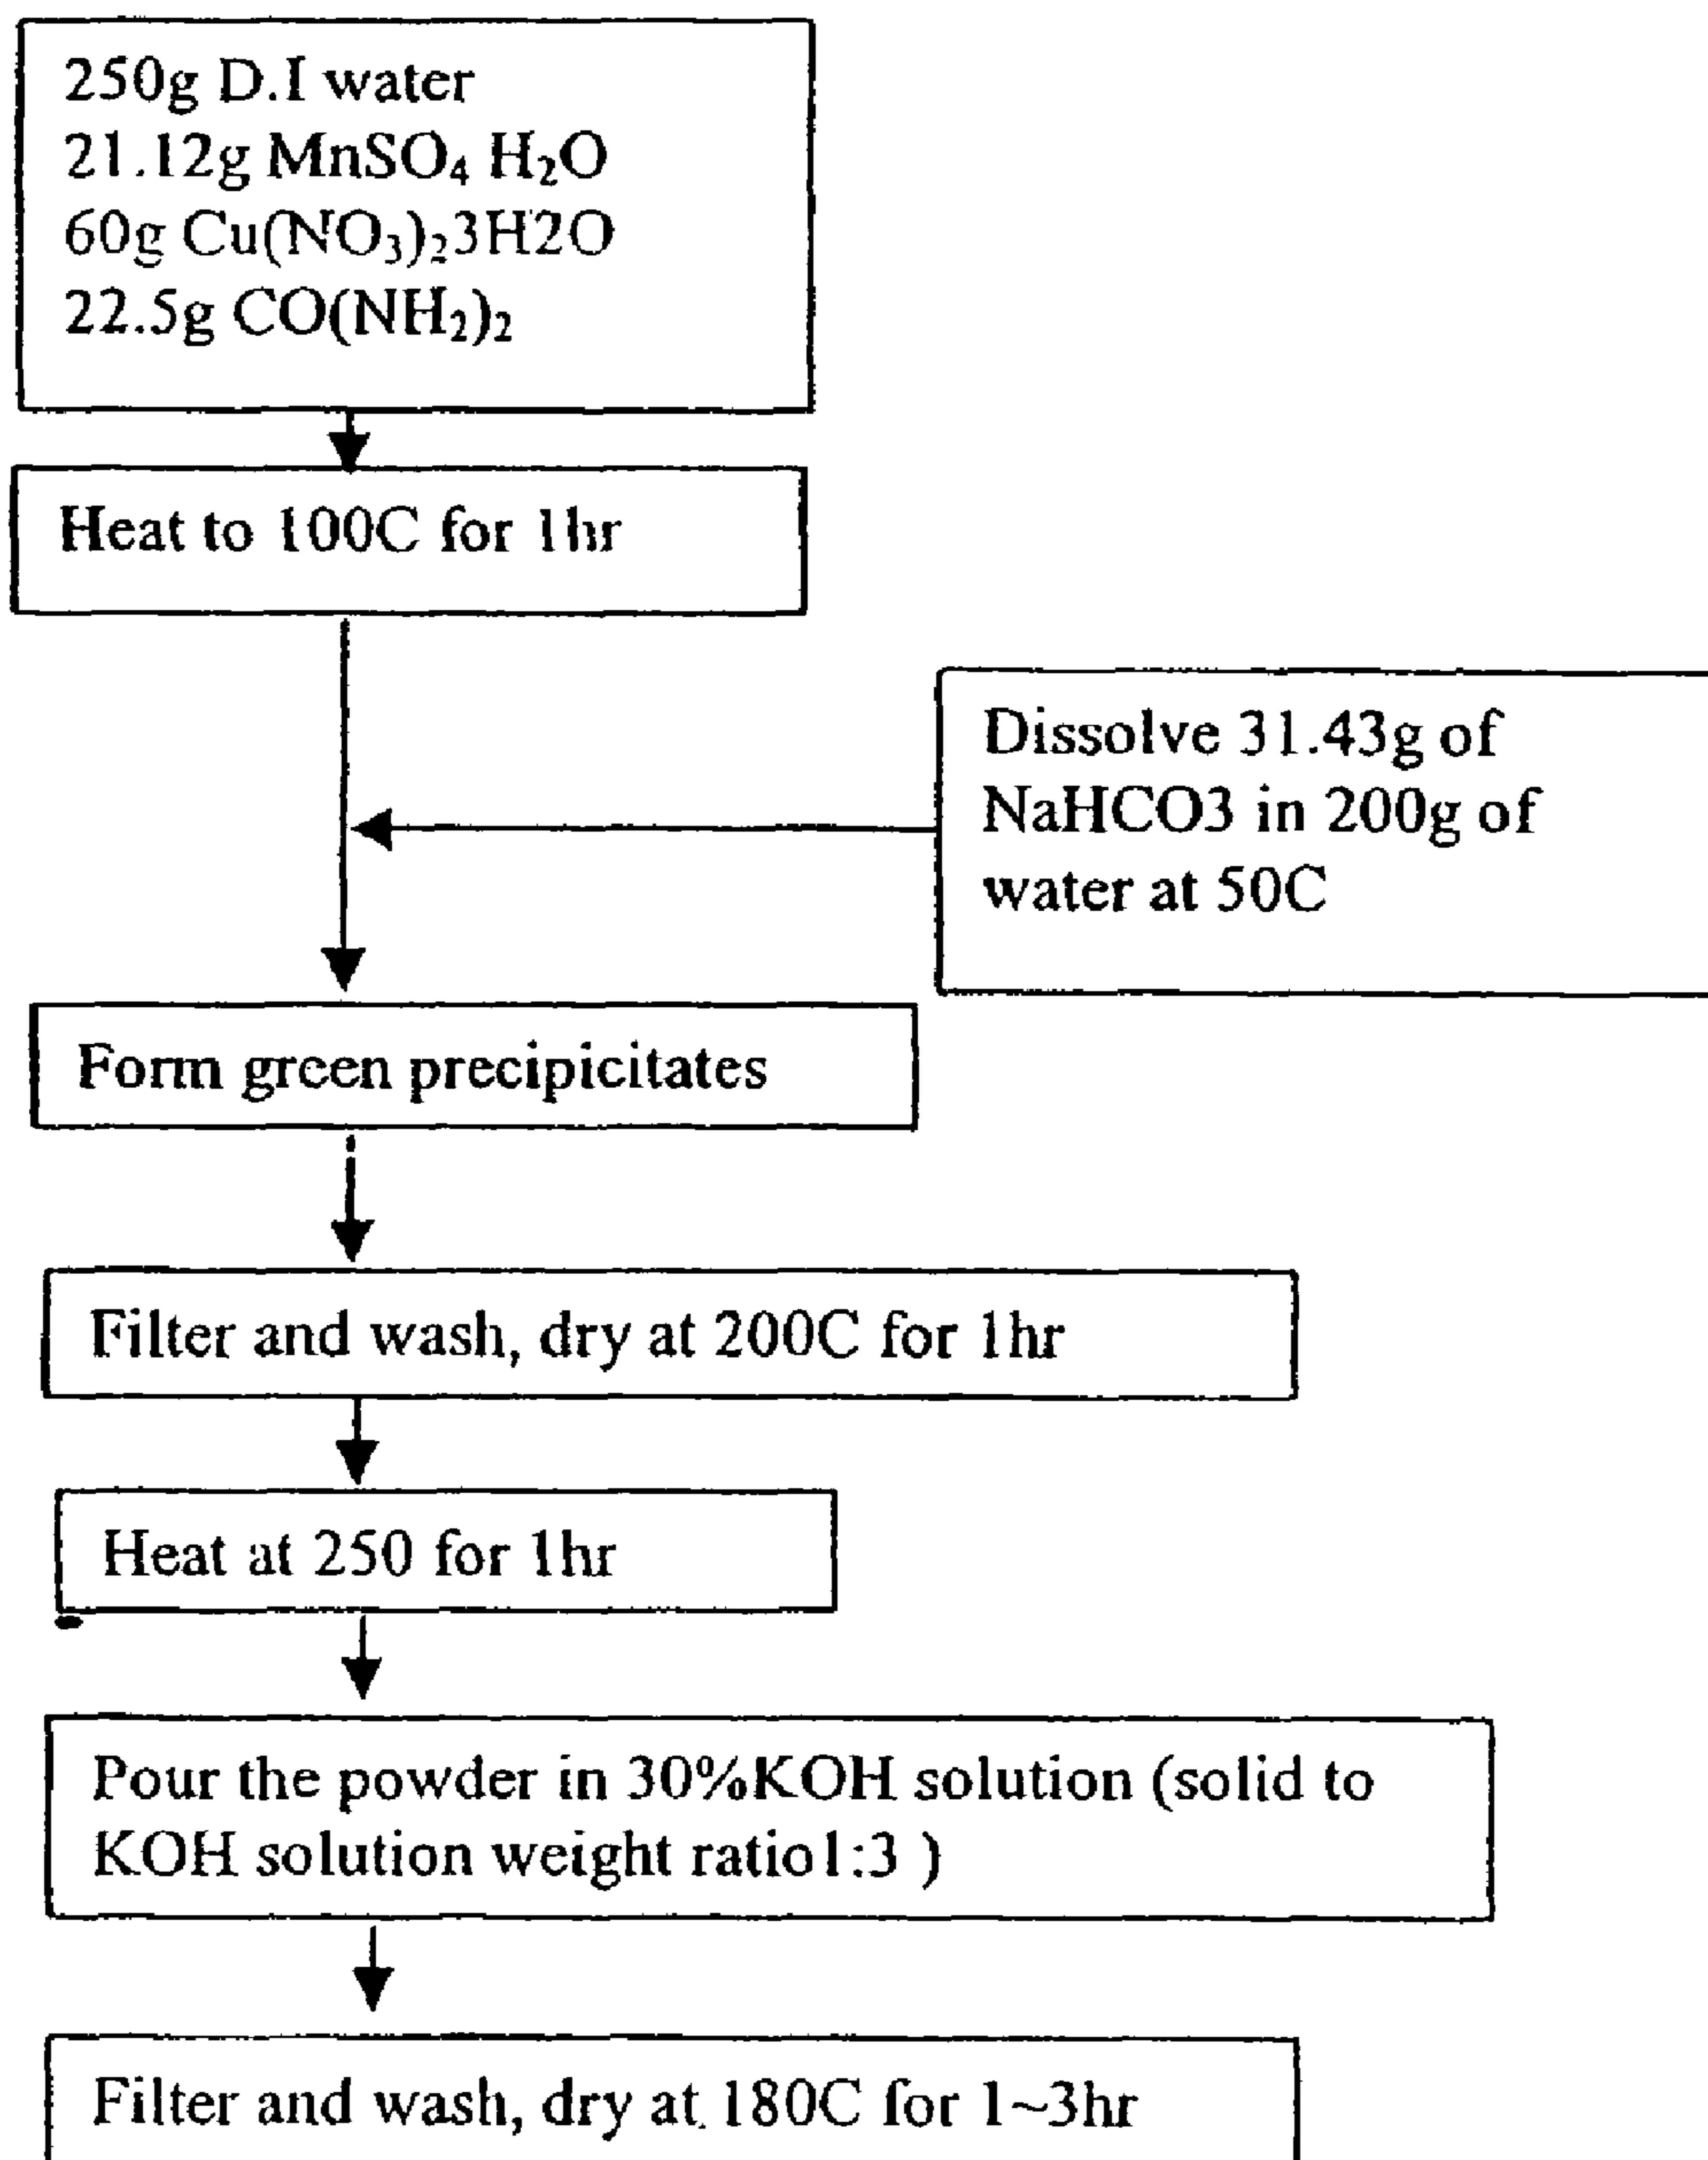 250g D.I water
21.12g MnSO₄ H₂O
60g Cu(NO₃)₂3H2O
22.5g CO(NH₂)₂
Heat to 100C for 1hr
Dissolve 31.43g of
NaHCO3 in 200g of
water at 50C
Form green precipicitates
Filter and wash, dry at 200C for 1hr
Heat at 250 for 1hr
Pour the powder in 30%KOH solution (solid to
KOH solution weight ratio1:3 )
Filter and wash, dry at 180C for 1~3hr